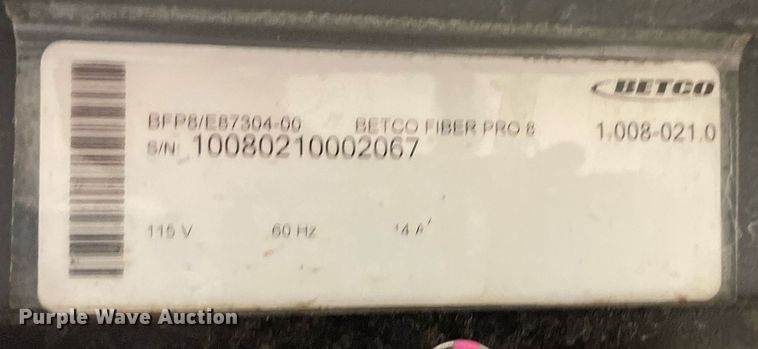 BETCO
BFP8/E87304-00 BETCO FIBER PRO 8 1.008-021.0
S/N: 10080210002067
115 V 60 Hz 14 A
Purple Wave Auction